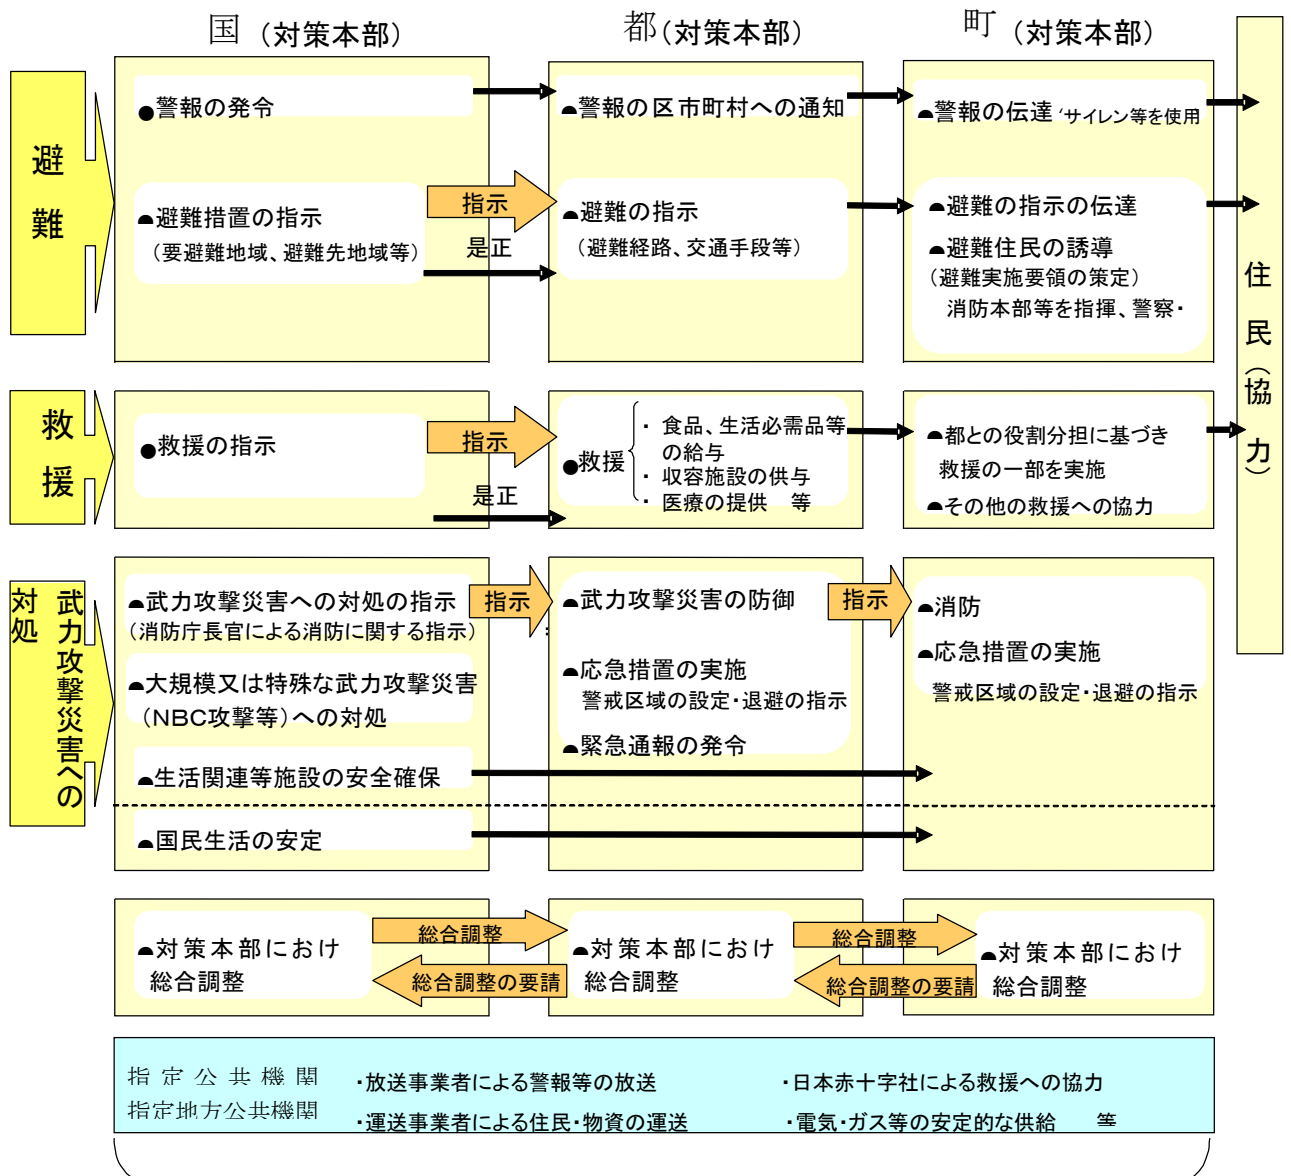 国 (対策本部)
都(対策本部)
町 (対策本部)
避難
●警報の発令
警報の区市町村への通知
警報の伝達 ‘サイレン等を使用
避難措置の指示
(要避難地域、避難先地域等)
指示
是正
避難の指示
(避難経路、交通手段等)
避難の指示の伝達
避難住民の誘導
(避難実施要領の策定)
消防本部等を指揮、警察・
住民(協力)
救援
●救援の指示
指示
是正
●救援
・ 食品、生活必需品等
の給与
・ 収容施設の供与
・ 医療の提供 等
都との役割分担に基づき
救援の一部を実施
その他の救援への協力
武力攻撃災害への
対処
武力攻撃災害への対処の指示
(消防庁長官による消防に関する指示)
大規模又は特殊な武力攻撃災害
(NBC攻撃等)への対処
生活関連等施設の安全確保
国民生活の安定
指示
武力攻撃災害の防御
応急措置の実施
警戒区域の設定・退避の指示
緊急通報の発令
指示
消防
応急措置の実施
警戒区域の設定・退避の指示
対策本部におけ
総合調整
総合調整
総合調整の要請
対策本部におけ
総合調整
総合調整
総合調整の要請
対策本部におけ
総合調整
指定公共機関
指定地方公共機関
・放送事業者による警報等の放送
・日本赤十字社による救援への協力
・運送事業者による住民・物資の運送
・電気・ガス等の安定的な供給 等